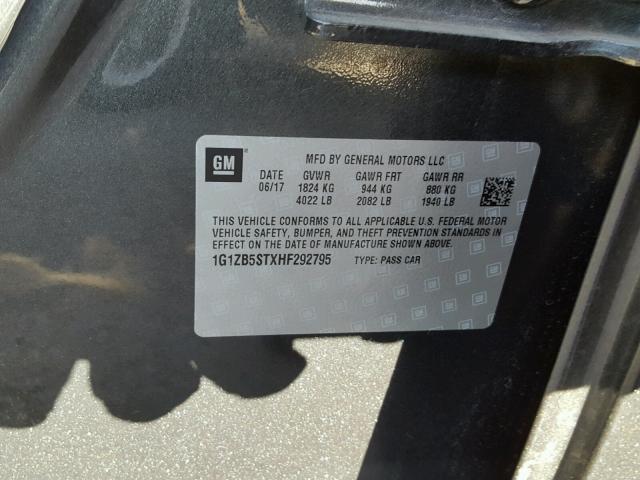 GM
MFD BY GENERAL MOTORS LLC
DATE GVWR GAWR FRT GAWR RR
06/17 1824 KG 944 KG 880 KG
4022 LB 2082 LB 1940 LB
THIS VEHICLE CONFORMS TO ALL APPLICABLE U.S. FEDERAL MOTOR
VEHICLE SAFETY, BUMPER, AND THEFT PREVENTION STANDARDS
IN EFFECT ON THE DATE OF MANUFACTURE SHOWN ABOVE.
1G1ZB5STXHF292795 TYPE: PASS CAR